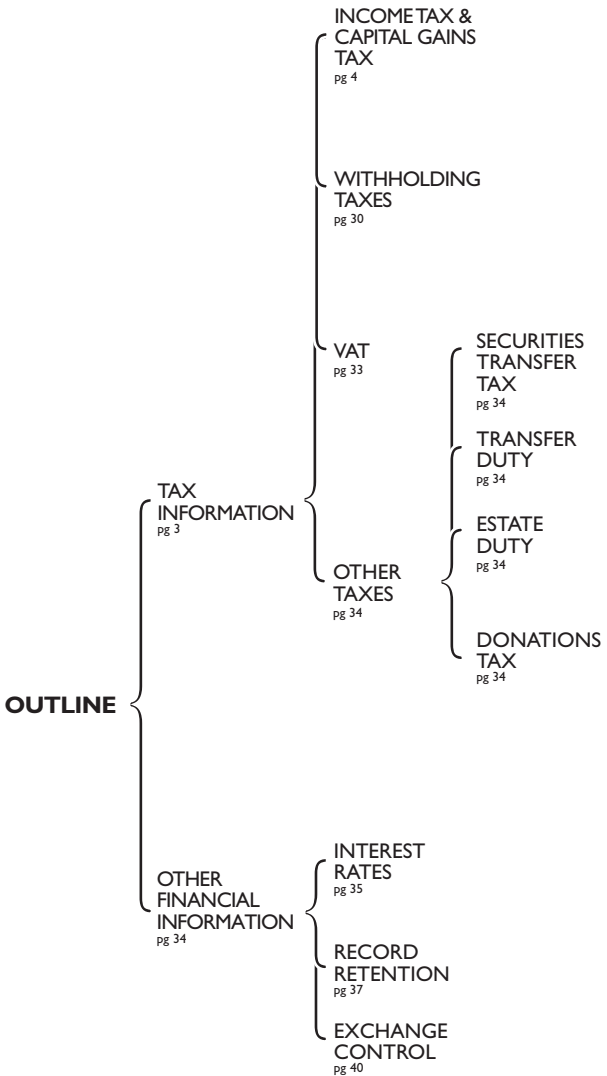 OUTLINE
TAX
INFORMATION
pg 3
INCOME TAX &
CAPITAL GAINS
TAX
pg 4
WITHHOLDING
TAXES
pg 30
VAT
pg 33
OTHER
TAXES
pg 34
SECURITIES
TRANSFER
TAX
pg 34
TRANSFER
DUTY
pg 34
ESTATE
DUTY
pg 34
DONATIONS
TAX
pg 34
OTHER
FINANCIAL
INFORMATION
pg 34
INTEREST
RATES
pg 35
RECORD
RETENTION
pg 37
EXCHANGE
CONTROL
pg 40